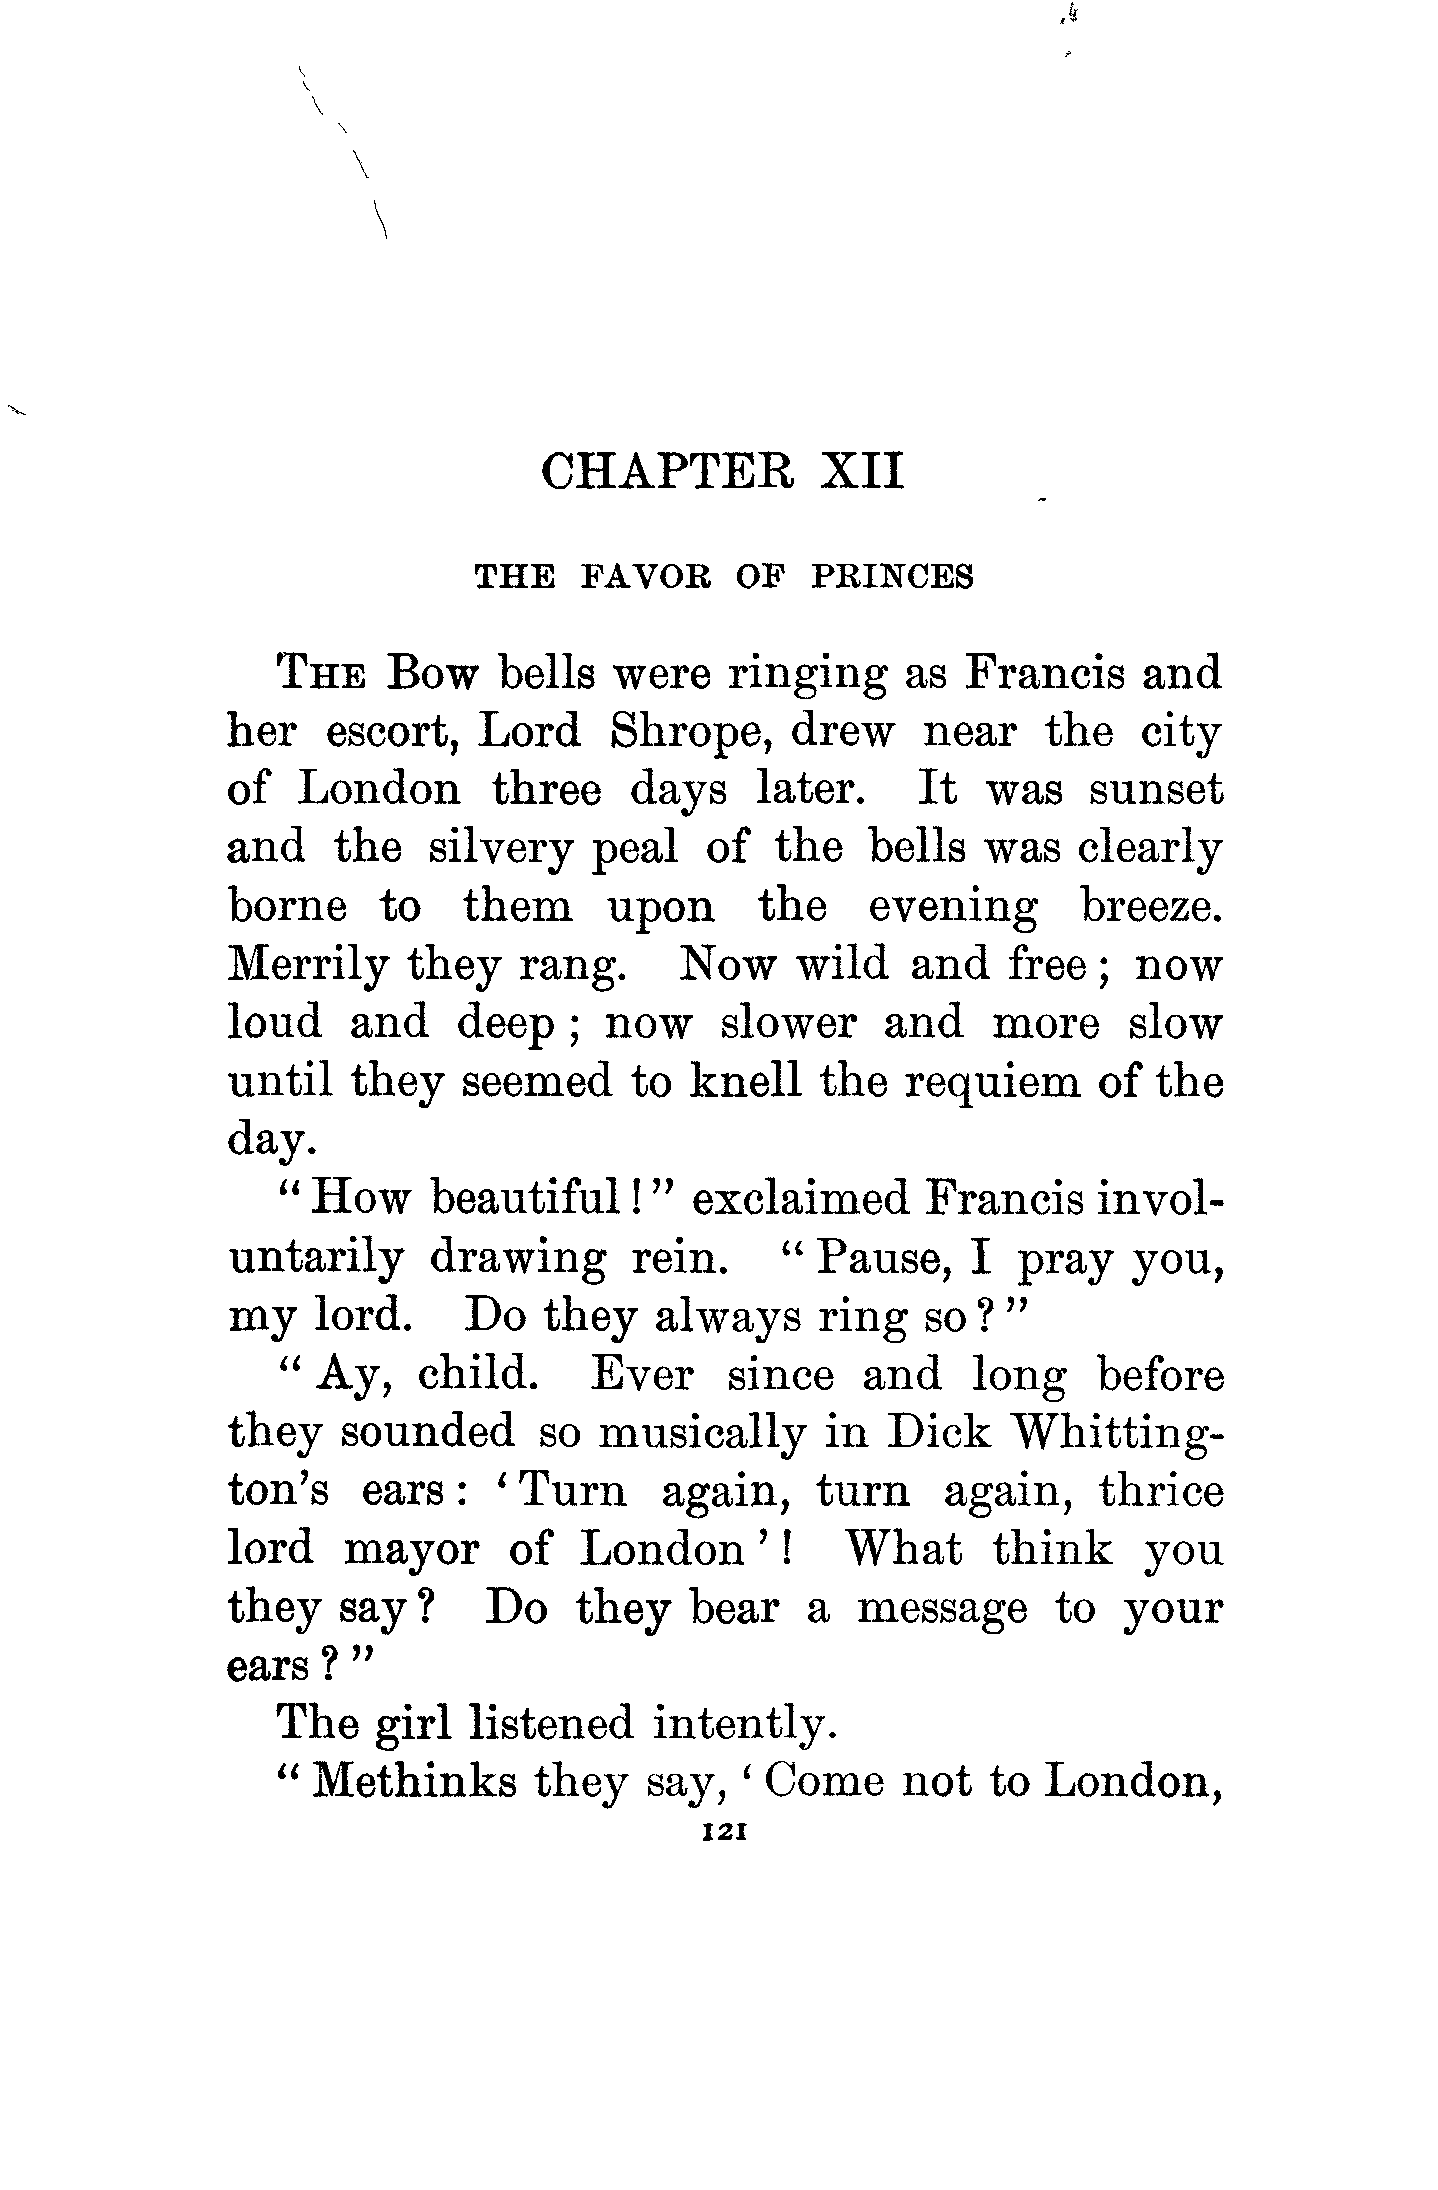 CHAPTER XII
THE FAVOR OF PRINCES
THE BOW bells were ringing as Francis and
her escort, Lord Shrope, drew near the city
of London three days later. It was sunset
and the silvery peal of the bells was clearly
borne to them upon the evening breeze.
Merrily they rang. Now wild and free; now
loud and deep; now slower and more slow
until they seemed to knell the requiem of the
day.
"How beautiful!" exclaimed Francis invol-
untarily drawing rein. "Pause, I pray you,
my lord. Do they always ring so?"
"Ay, child. Ever since and long before
they sounded so musically in Dick Whitting-
ton's ears: 'Turn again, turn again, thrice
lord mayor of London'! What think you
they say? Do they bear a message to your
ears?"
The girl listened intently.
"Methinks they say, 'Come not to London,
121